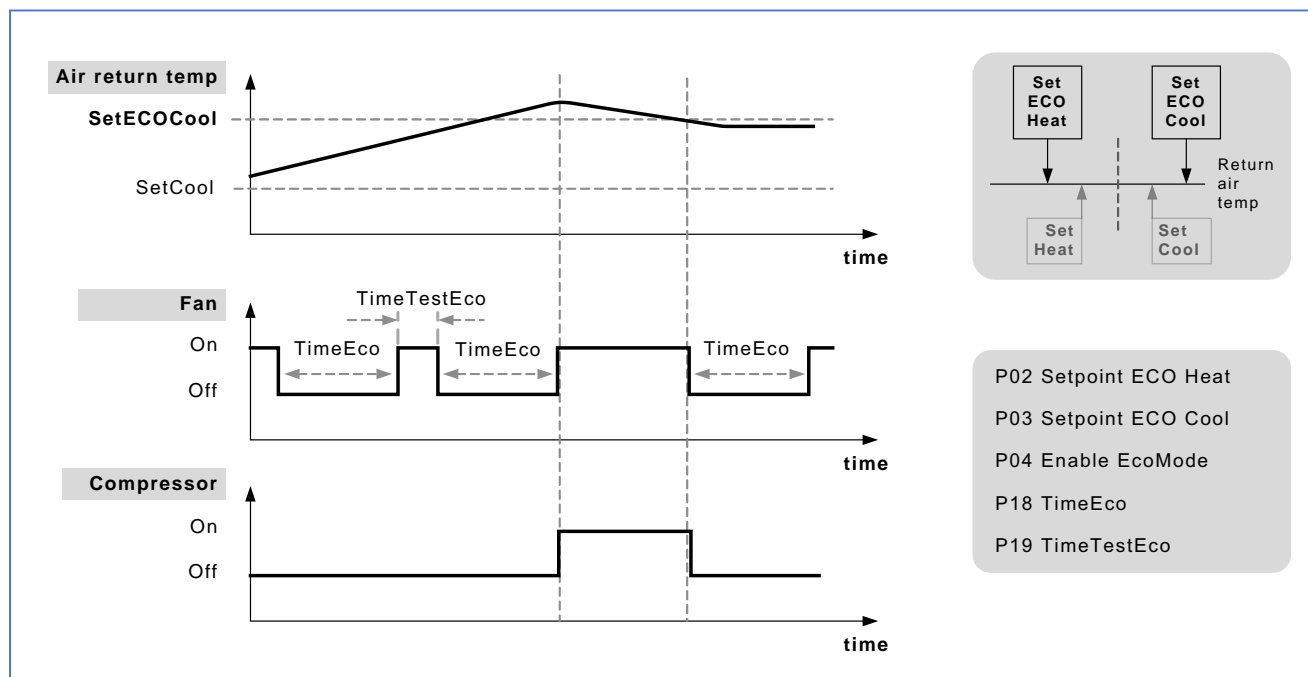 Air return temp
SetECOCool
SetCool
time
Fan
TimeTestEco
On
TimeEco
TimeEco
TimeEco
Off
time
Compressor
On
Off
time
Set
ECO
Heat
Set
ECO
Cool
Return
air
temp
Set
Heat
Set
Cool
P02 Setpoint ECO Heat
P03 Setpoint ECO Cool
P04 Enable EcoMode
P18 TimeEco
P19 TimeTestEco